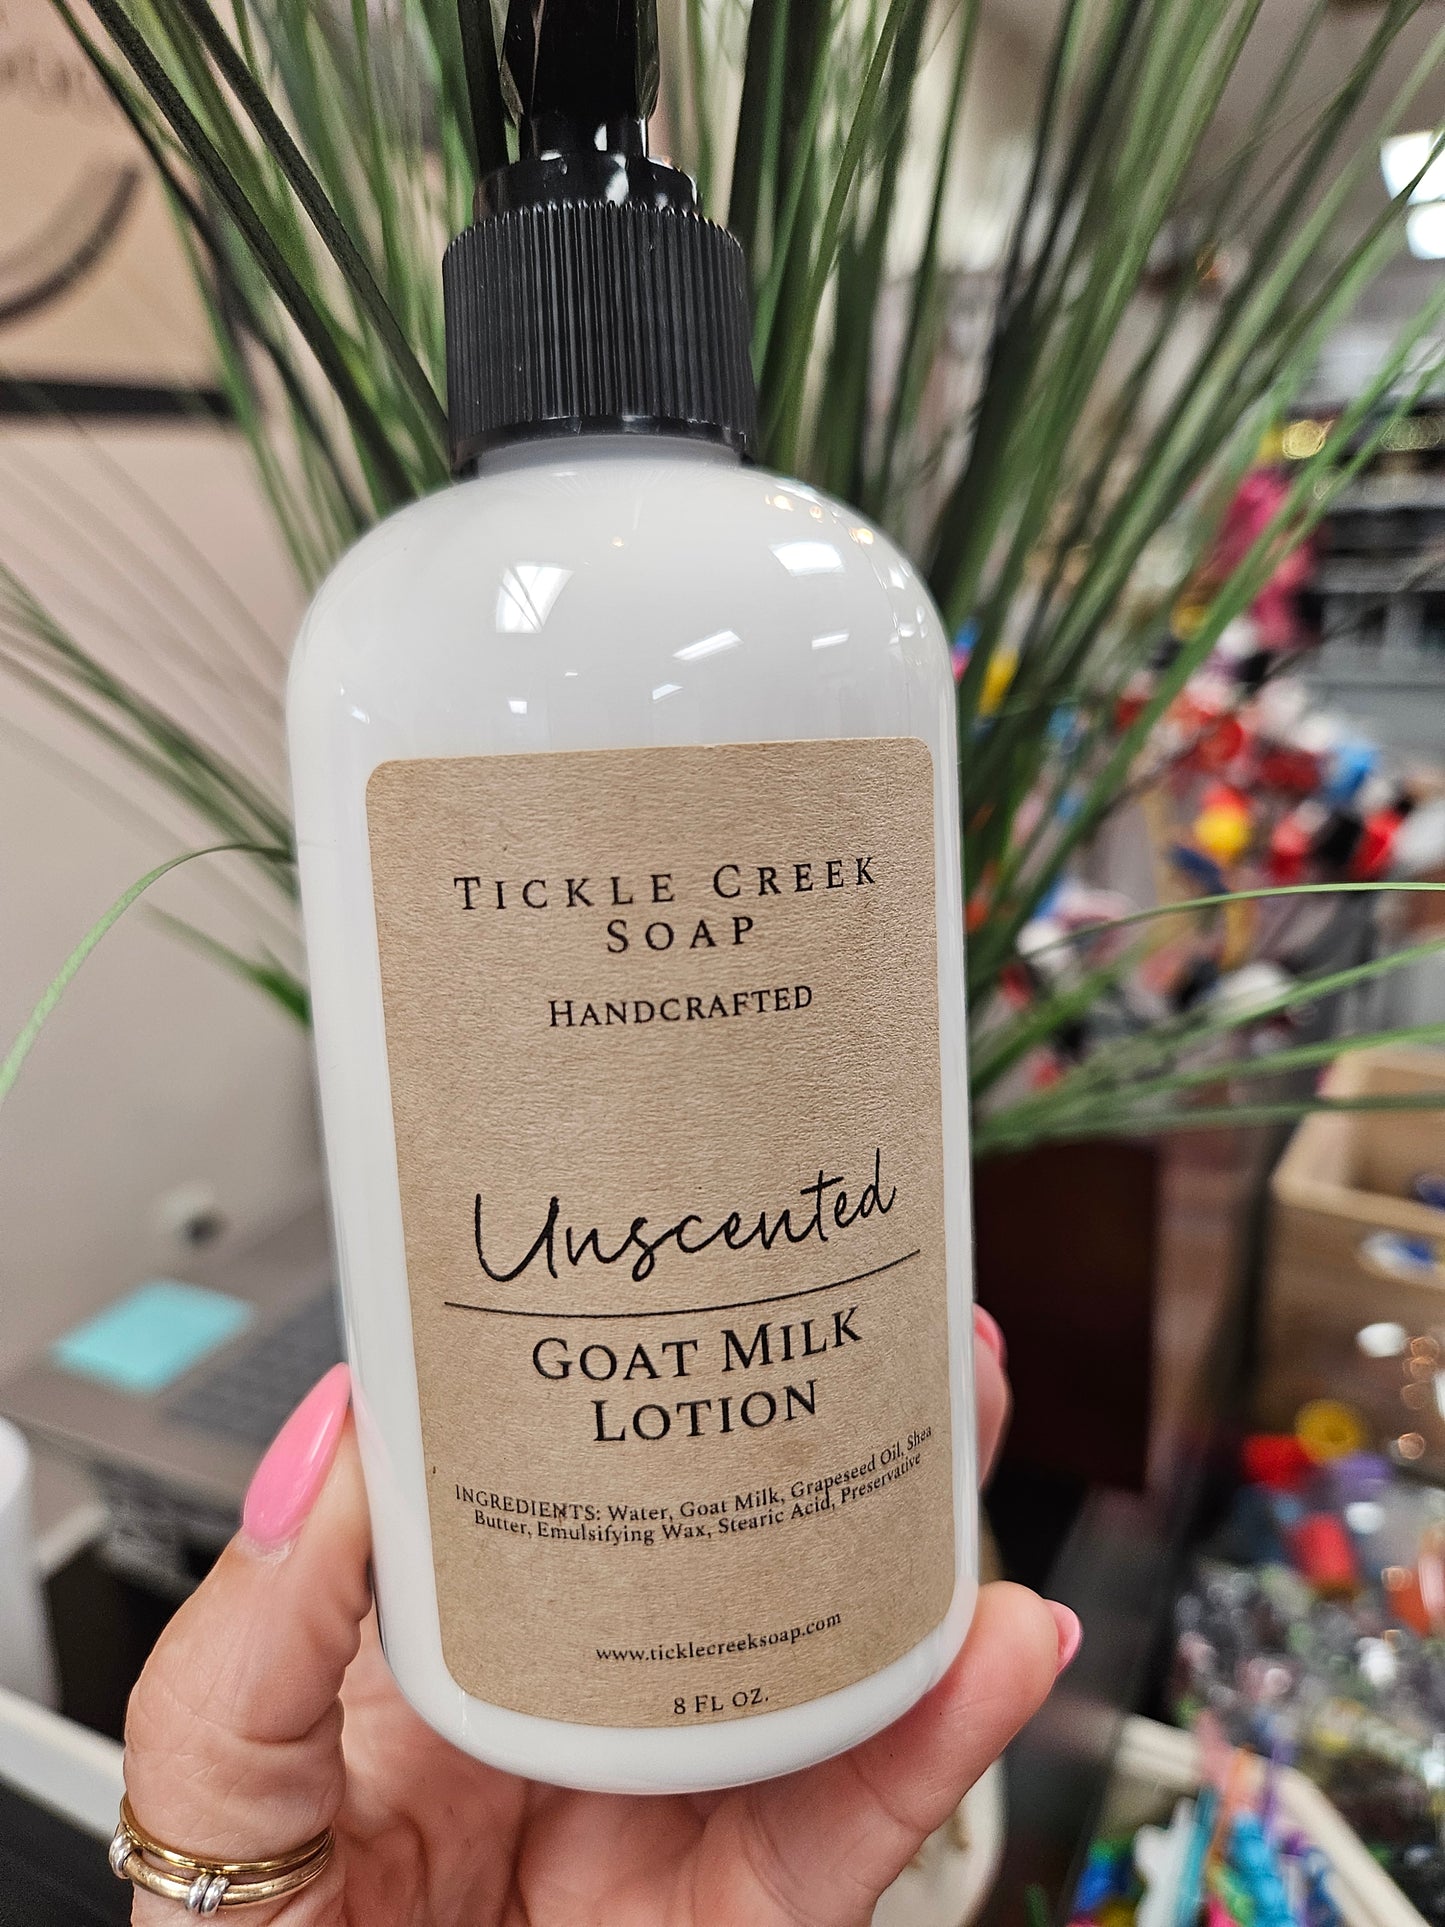 TICKLE CREEK
SOAP
HANDCRAFTED
Unscented
GOAT MILK
LOTION
INGREDIENTS: Water, Goat Milk, Grapeseed Oil, Shea
Butter, Emulsifying Wax, Stearic Acid, Preservative
www.ticklecreeksoap.com
8 FL OZ.